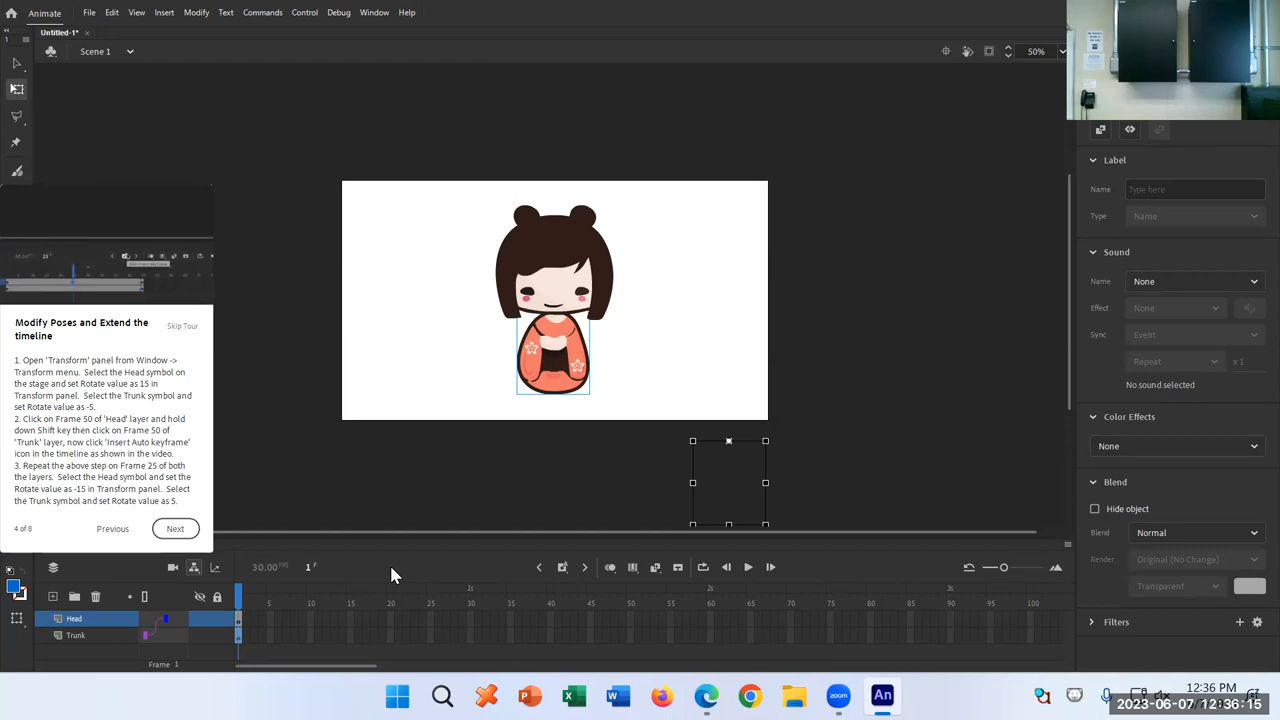 Animate File Edit View Insert Modify Text Commands Control Debug Window Help
Untitled-1* ×
Scene 1
50%
Label
Name Type here
Type Name
Sound
Name None
Effect None
Sync Event
Repeat x 1
No sound selected
Color Effects
None
Blend
Hide object
Blend Normal
Render Original (No Change)
Transparent
Filters
Modify Poses and Extend the
timeline
Skip Tour
1. Open 'Transform' panel from Window ->
Transform menu. Select the Head symbol on
the stage and set Rotate value as 15 in
Transform panel. Select the Trunk symbol and
set Rotate value as -5.
2. Click on Frame 50 of 'Head' layer and hold
down Shift key then click on Frame 50 of
'Trunk' layer, now click 'Insert Auto keyframe'
icon in the timeline as shown in the video.
3. Repeat the above step on Frame 25 of both
the layers. Select the Head symbol and set the
Rotate value as -15 in Transform panel. Select
the Trunk symbol and set Rotate value as 5.
4 of 8 Previous Next
30.00 FPS 1 F
1s 2s 3s
5 10 15 20 25 30 35 40 45 50 55 60 65 70 75 80 85 90 95 100
Head
Trunk
Frame 1
zoom An
12:36 PM
2023-06-07 12:36:15